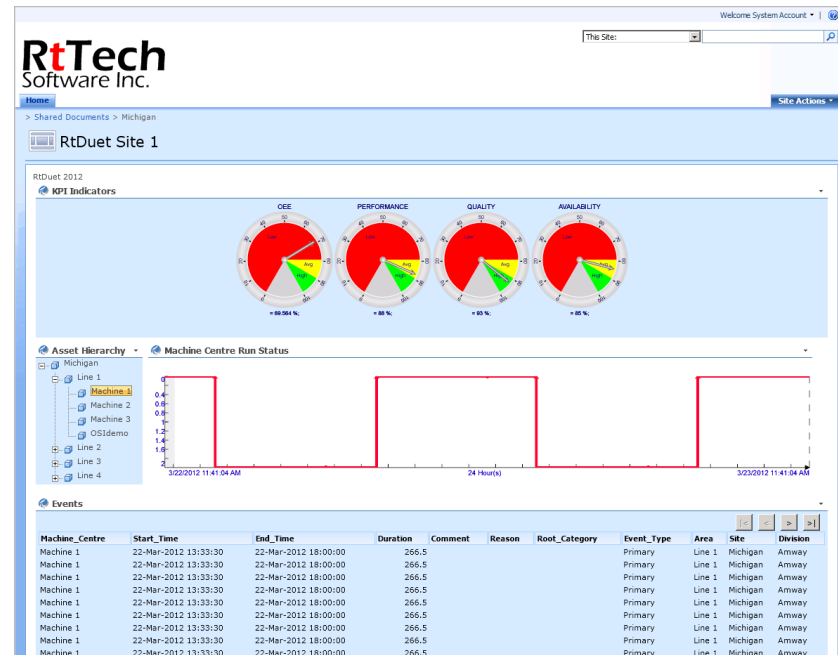 Welcome System Account
This Site:
RtTech
Software Inc.
Home
Site Actions
> Shared Documents > Michigan
RtDuet Site 1
RtDuet 2012
KPI Indicators
OEE PERFORMANCE QUALITY AVAILABILITY
= 69.564 %; = 88 %; = 93 %; = 85 %;
Asset Hierarchy
Michigan
Line 1
Machine 1
Machine 2
Machine 3
OSIdemo
Line 2
Line 3
Line 4
Machine Centre Run Status
0
0.4
0.6
0.8
1
1.2
1.4
1.6
2
3/22/2012 11:41:04 AM 24 Hour(s) 3/23/2012 11:41:04 AM
Events
|< < > >|
Machine_Centre Start_Time End_Time Duration Comment Reason Root_Category Event_Type Area Site Division
Machine 1 22-Mar-2012 13:33:30 22-Mar-2012 18:00:00 266.5 Primary Line 1 Michigan Amway
Machine 1 22-Mar-2012 13:33:30 22-Mar-2012 18:00:00 266.5 Primary Line 1 Michigan Amway
Machine 1 22-Mar-2012 13:33:30 22-Mar-2012 18:00:00 266.5 Primary Line 1 Michigan Amway
Machine 1 22-Mar-2012 13:33:30 22-Mar-2012 18:00:00 266.5 Primary Line 1 Michigan Amway
Machine 1 22-Mar-2012 13:33:30 22-Mar-2012 18:00:00 266.5 Primary Line 1 Michigan Amway
Machine 1 22-Mar-2012 13:33:30 22-Mar-2012 18:00:00 266.5 Primary Line 1 Michigan Amway
Machine 1 22-Mar-2012 13:33:30 22-Mar-2012 18:00:00 266.5 Primary Line 1 Michigan Amway
Machine 1 22-Mar-2012 13:33:30 22-Mar-2012 18:00:00 266.5 Primary Line 1 Michigan Amway
Machine 1 22-Mar-2012 13:33:30 22-Mar-2012 18:00:00 266.5 Primary Line 1 Michigan Amway